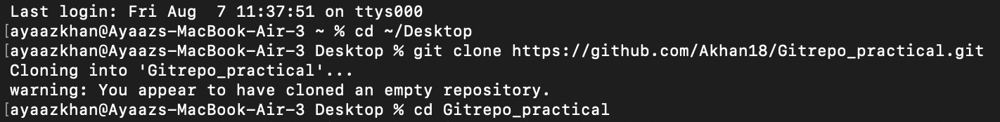 Last login: Fri Aug  7 11:37:51 on ttys000
[ayaazkhan@Ayaazs-MacBook-Air-3 ~ % cd ~/Desktop
[ayaazkhan@Ayaazs-MacBook-Air-3 Desktop % git clone https://github.com/Akhan18/Gitrepo_practical.git
Cloning into 'Gitrepo_practical'...
warning: You appear to have cloned an empty repository.
[ayaazkhan@Ayaazs-MacBook-Air-3 Desktop % cd Gitrepo_practical